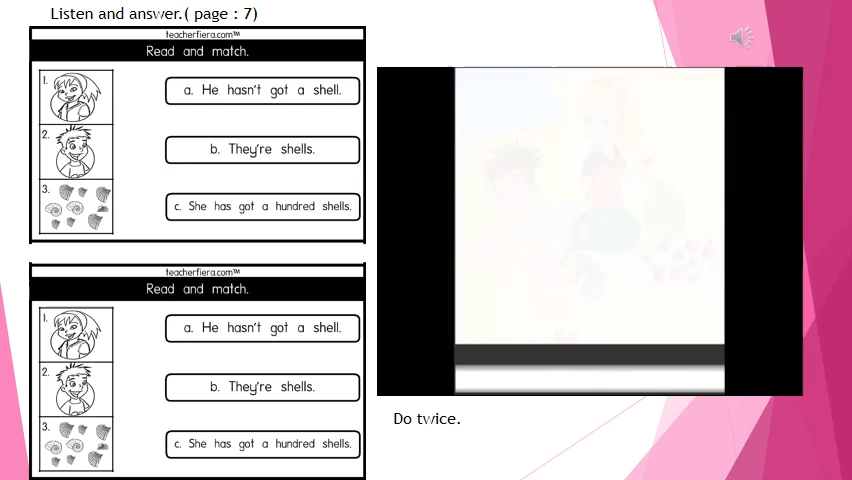 Listen and answer.( page : 7)
teacherfiera.com™
Read and match.
1.
a. He hasn't got a shell.
2.
b. They're shells.
3.
c. She has got a hundred shells.
teacherfiera.com™
Read and match.
1.
a. He hasn't got a shell.
2.
b. They're shells.
3.
c. She has got a hundred shells.
Do twice.